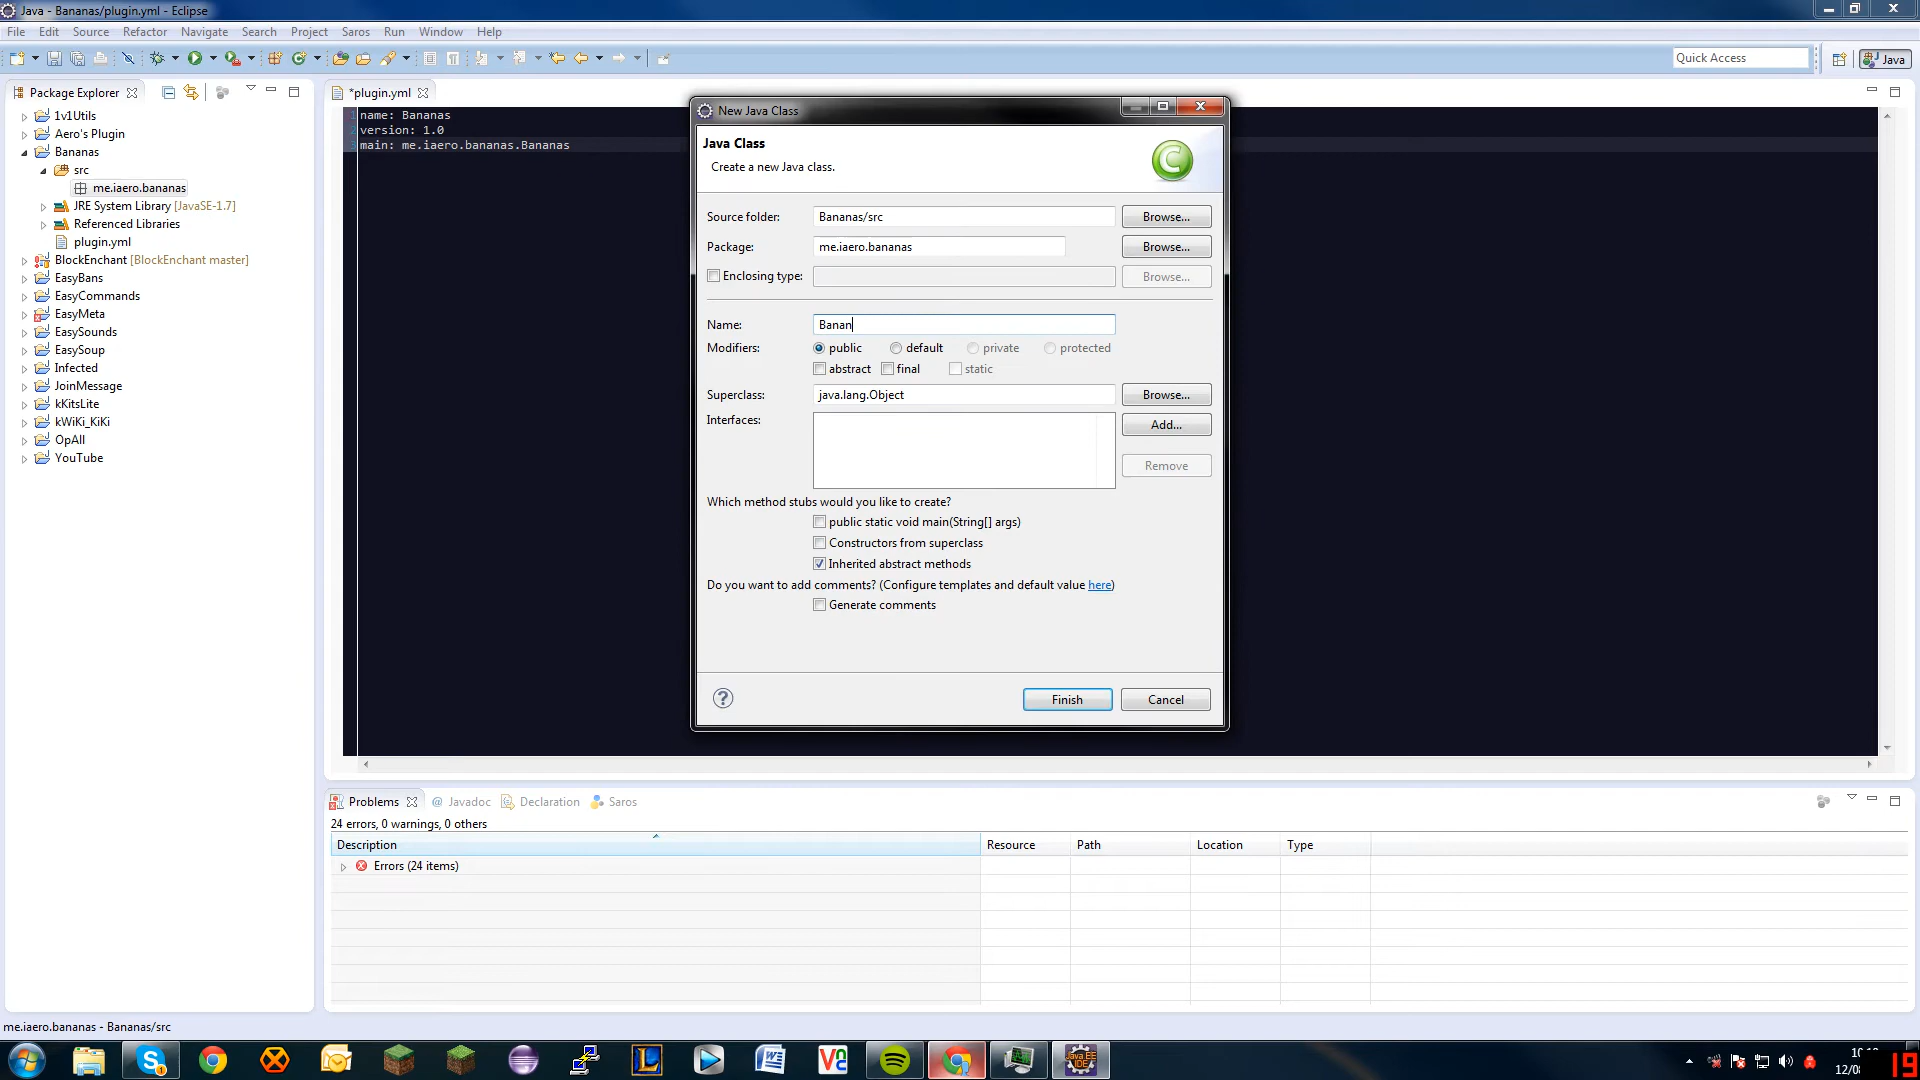 Java - Bananas/plugin.yml - Eclipse
File Edit Source Refactor Navigate Search Project Saros Run Window Help
Quick Access
Java
Package Explorer
*plugin.yml
1v1Utils
Aero's Plugin
Bananas
src
me.iaero.bananas
JRE System Library [JavaSE-1.7]
Referenced Libraries
plugin.yml
BlockEnchant [BlockEnchant master]
EasyBans
EasyCommands
EasyMeta
EasySounds
EasySoup
Infected
JoinMessage
kKitsLite
kWiKi_KiKi
OpAll
YouTube
1 name: Bananas
2 version: 1.0
3 main: me.iaero.bananas.Bananas
New Java Class
Java Class
Create a new Java class.
Source folder: Bananas/src Browse...
Package: me.iaero.bananas Browse...
Enclosing type: Browse...
Name: Banan
Modifiers: public default private protected
abstract final static
Superclass: java.lang.Object Browse...
Interfaces: Add...
Remove
Which method stubs would you like to create?
public static void main(String[] args)
Constructors from superclass
Inherited abstract methods
Do you want to add comments? (Configure templates and default value here)
Generate comments
Finish Cancel
Problems @ Javadoc Declaration Saros
24 errors, 0 warnings, 0 others
Description Resource Path Location Type
Errors (24 items)
me.iaero.bananas - Bananas/src
19